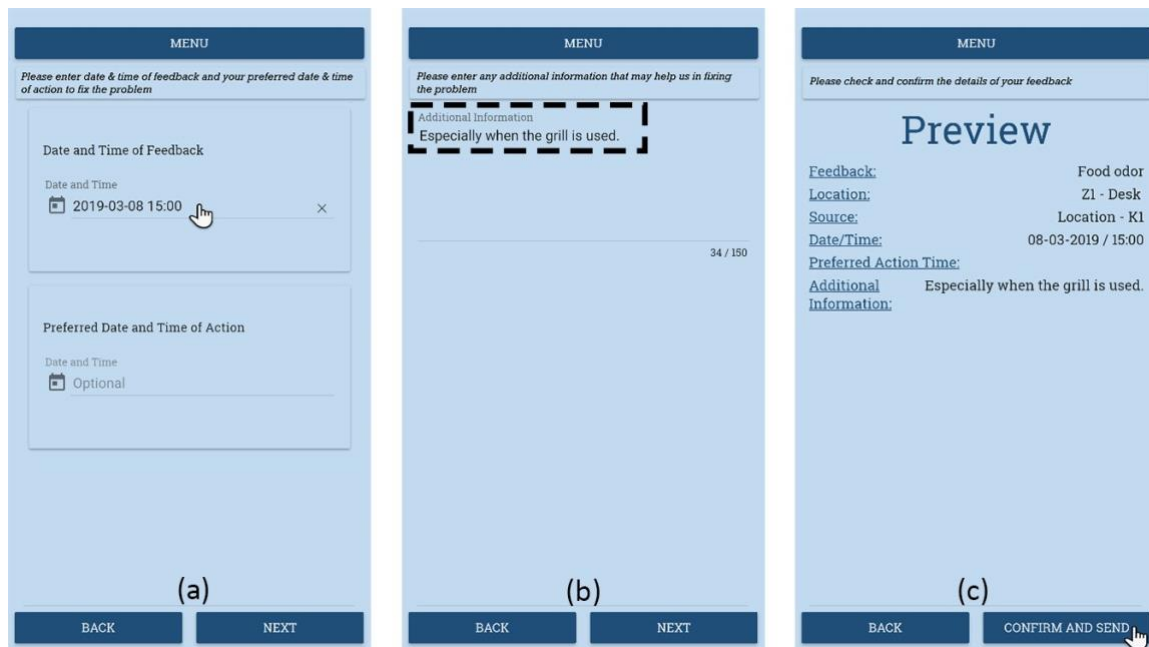 MENU
Please enter date & time of feedback and your preferred date & time
of action to fix the problem
Date and Time of Feedback
Date and Time
2019-03-08 15:00
×
Preferred Date and Time of Action
Date and Time
Optional
(a)
BACK
NEXT
MENU
Please enter any additional information that may help us in fixing
the problem
Additional Information
Especially when the grill is used.
34 / 150
(b)
BACK
NEXT
MENU
Please check and confirm the details of your feedback
Preview
Feedback: Food odor
Location: Z1 - Desk
Source: Location - K1
Date/Time: 08-03-2019 / 15:00
Preferred Action Time:
Additional Especially when the grill is used.
Information:
(c)
BACK
CONFIRM AND SEND